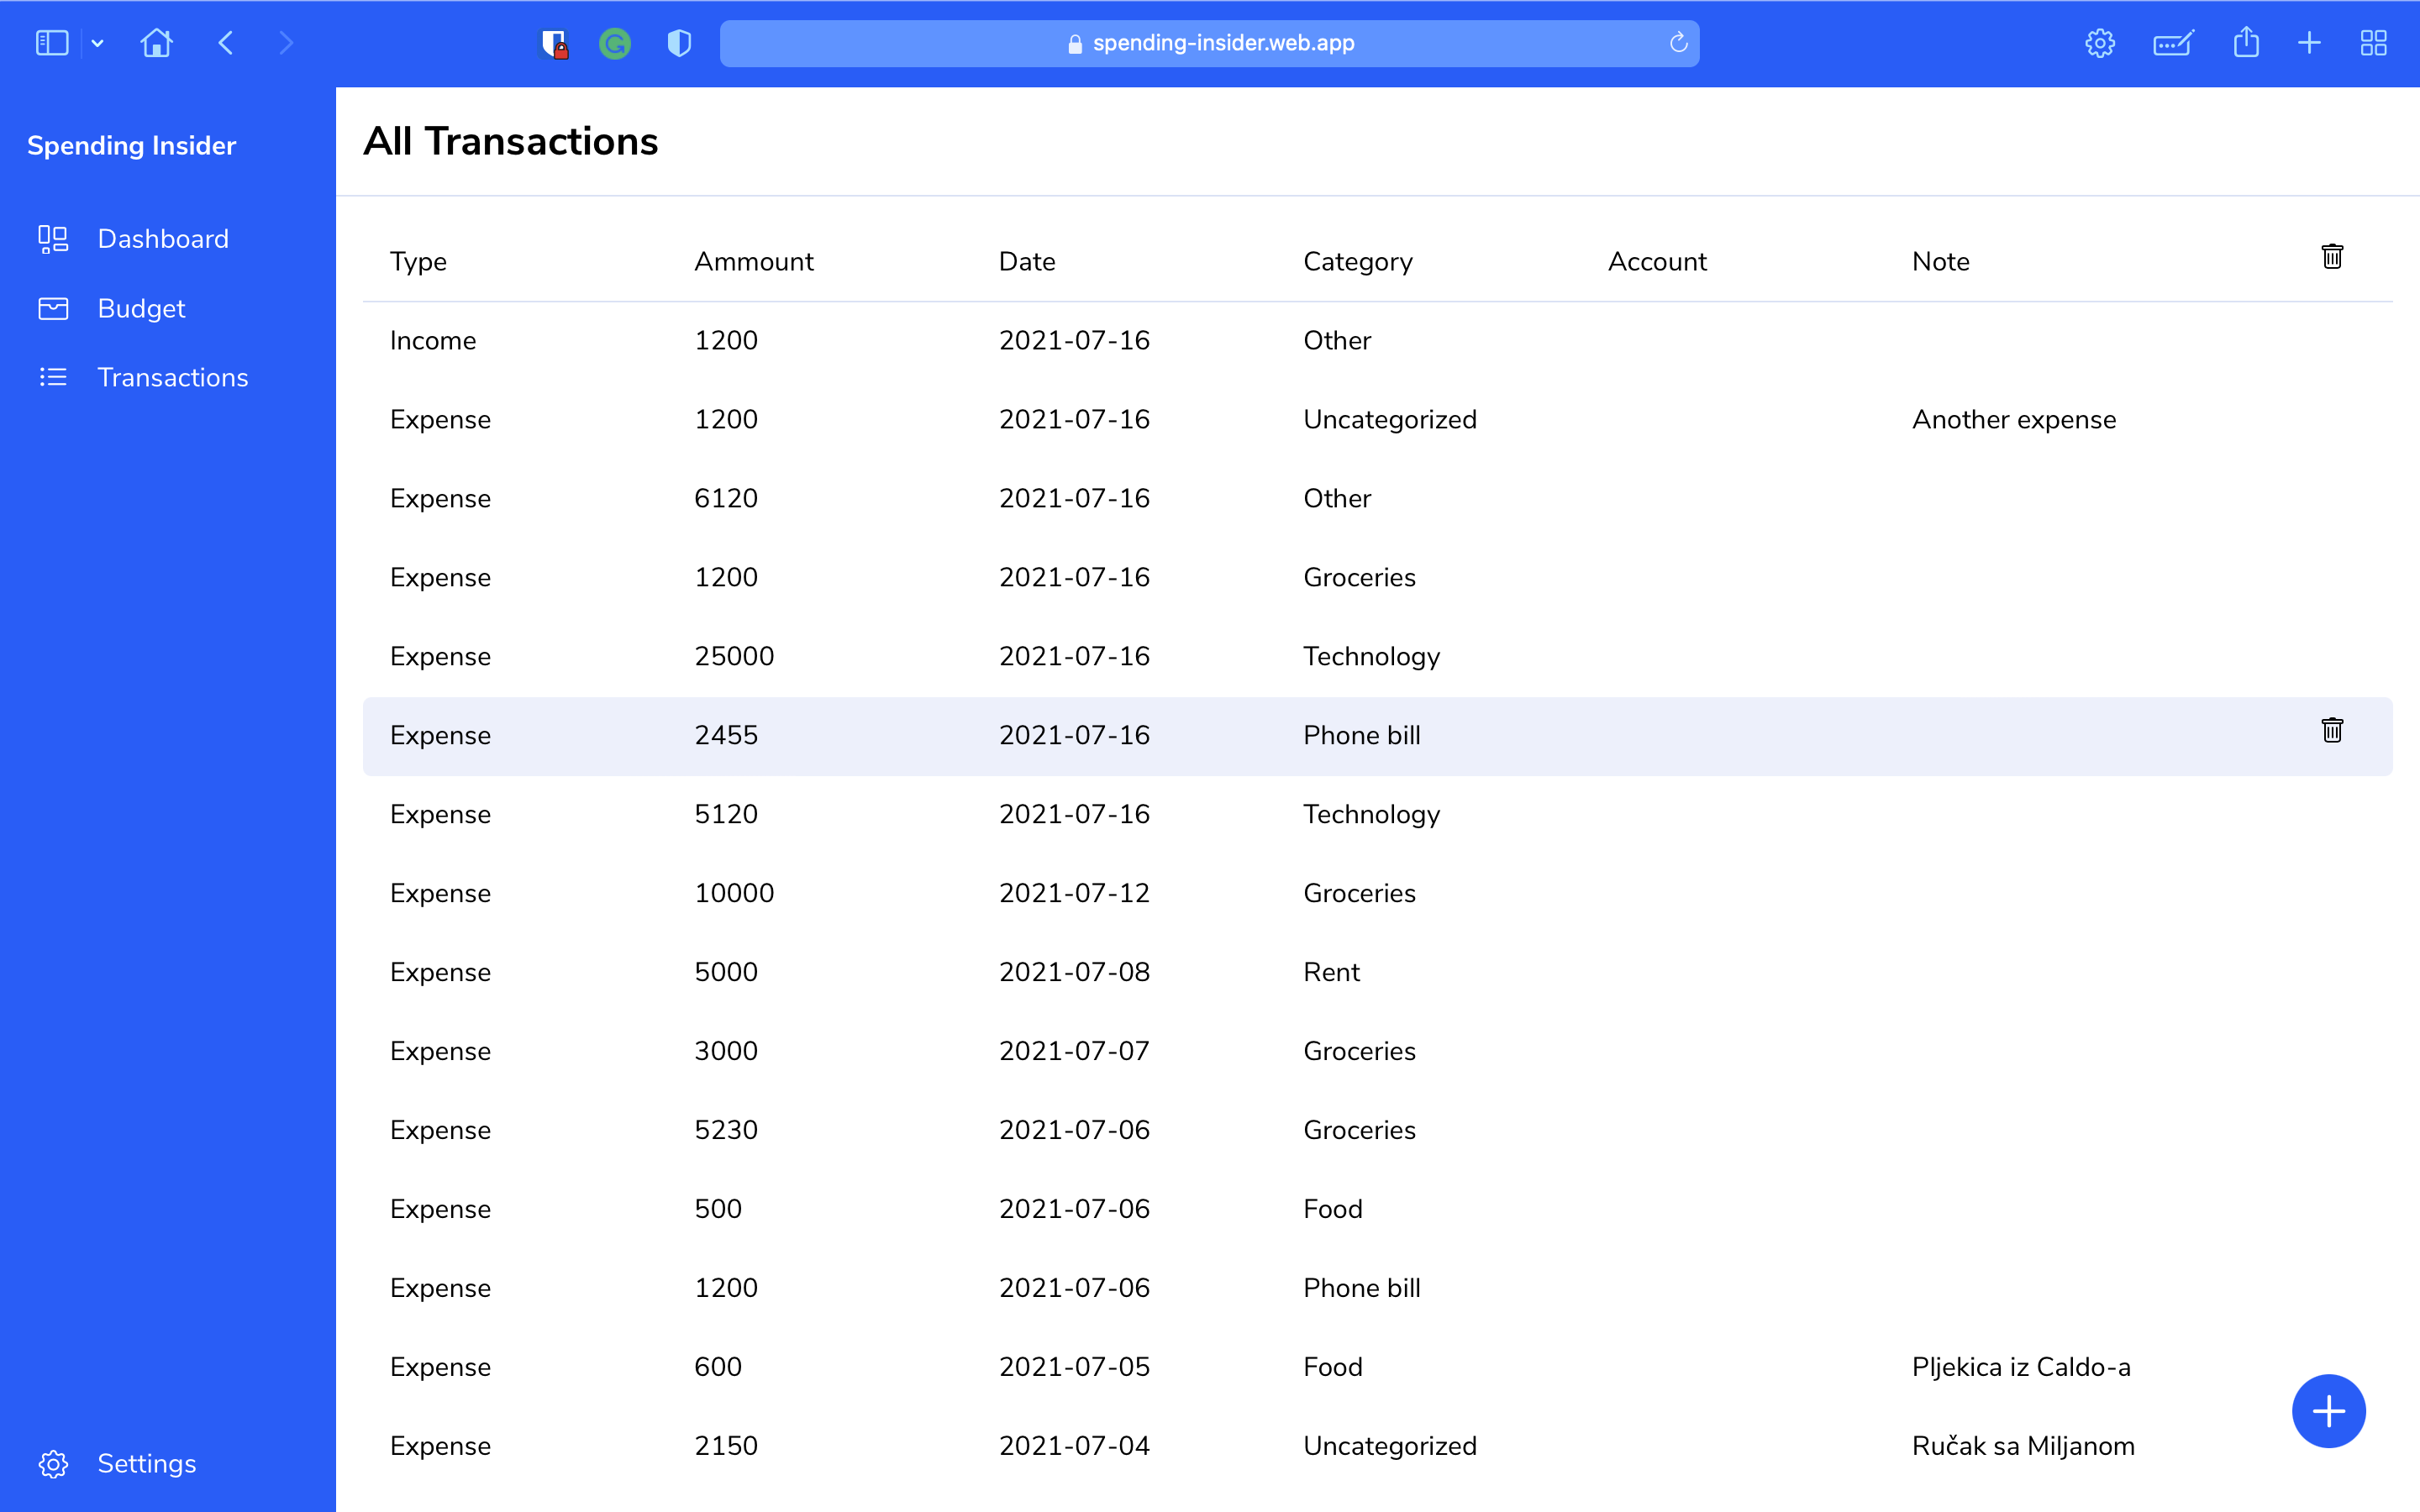 spending-insider.web.app
Spending Insider
Dashboard
Budget
Transactions
Settings
All Transactions
Type Ammount Date Category Account Note
Income 1200 2021-07-16 Other
Expense 1200 2021-07-16 Uncategorized Another expense
Expense 6120 2021-07-16 Other
Expense 1200 2021-07-16 Groceries
Expense 25000 2021-07-16 Technology
Expense 2455 2021-07-16 Phone bill
Expense 5120 2021-07-16 Technology
Expense 10000 2021-07-12 Groceries
Expense 5000 2021-07-08 Rent
Expense 3000 2021-07-07 Groceries
Expense 5230 2021-07-06 Groceries
Expense 500 2021-07-06 Food
Expense 1200 2021-07-06 Phone bill
Expense 600 2021-07-05 Food Pljekica iz Caldo-a
Expense 2150 2021-07-04 Uncategorized Ručak sa Miljanom